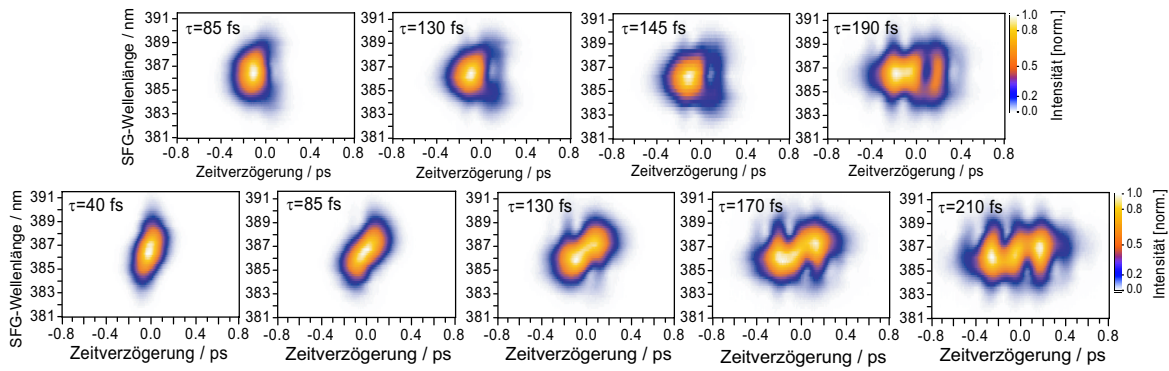 τ=85 fs
τ=130 fs
τ=145 fs
τ=190 fs
SFG-Wellenlänge / nm
391
389
387
385
383
381
391
389
387
385
383
381
391
389
387
385
383
381
391
389
387
385
383
381
1.0
0.8
0.5
0.2
0.0
Intensität [norm.]
-0.8 -0.4 0.0 0.4 0.8
-0.8 -0.4 0.0 0.4 0.8
-0.8 -0.4 0.0 0.4 0.8
-0.8 -0.4 0.0 0.4 0.8
Zeitverzögerung / ps
Zeitverzögerung / ps
Zeitverzögerung / ps
Zeitverzögerung / ps
τ=40 fs
τ=85 fs
τ=130 fs
τ=170 fs
τ=210 fs
SFG-Wellenlänge / nm
391
389
387
385
383
381
391
389
387
385
383
381
391
389
387
385
383
381
391
389
387
385
383
381
391
389
387
385
383
381
1.0
0.8
0.5
0.2
0.0
Intensität [norm.]
-0.8 -0.4 0.0 0.4 0.8
-0.8 -0.4 0.0 0.4 0.8
-0.8 -0.4 0.0 0.4 0.8
-0.8 -0.4 0.0 0.4 0.8
-0.8 -0.4 0.0 0.4 0.8
Zeitverzögerung / ps
Zeitverzögerung / ps
Zeitverzögerung / ps
Zeitverzögerung / ps
Zeitverzögerung / ps